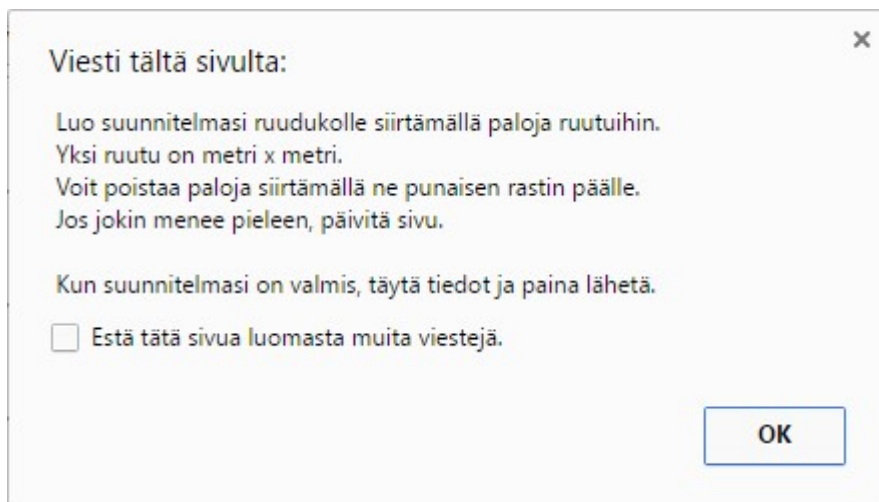 Viesti tältä sivulta:
Luo suunnitelmasi ruudukolle siirtämällä paloja ruutuihin.
Yksi ruutu on metri x metri.
Voit poistaa paloja siirtämällä ne punaisen rastin päälle.
Jos jokin menee pieleen, päivitä sivu.
Kun suunnitelmasi on valmis, täytä tiedot ja paina lähetä.
Estä tätä sivua luomasta muita viestejä.
OK